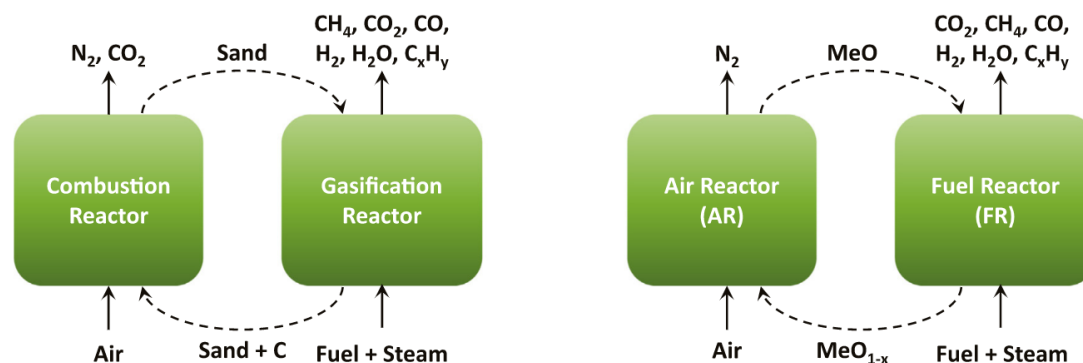 N₂, CO₂
Sand
CH₄, CO₂, CO,
H₂, H₂O, CₓHᵧ
Combustion
Reactor
Gasification
Reactor
Air
Sand + C
Fuel + Steam
N₂
MeO
CO₂, CH₄, CO,
H₂, H₂O, CₓHᵧ
Air Reactor
(AR)
Fuel Reactor
(FR)
Air
MeO₁₋ₓ
Fuel + Steam